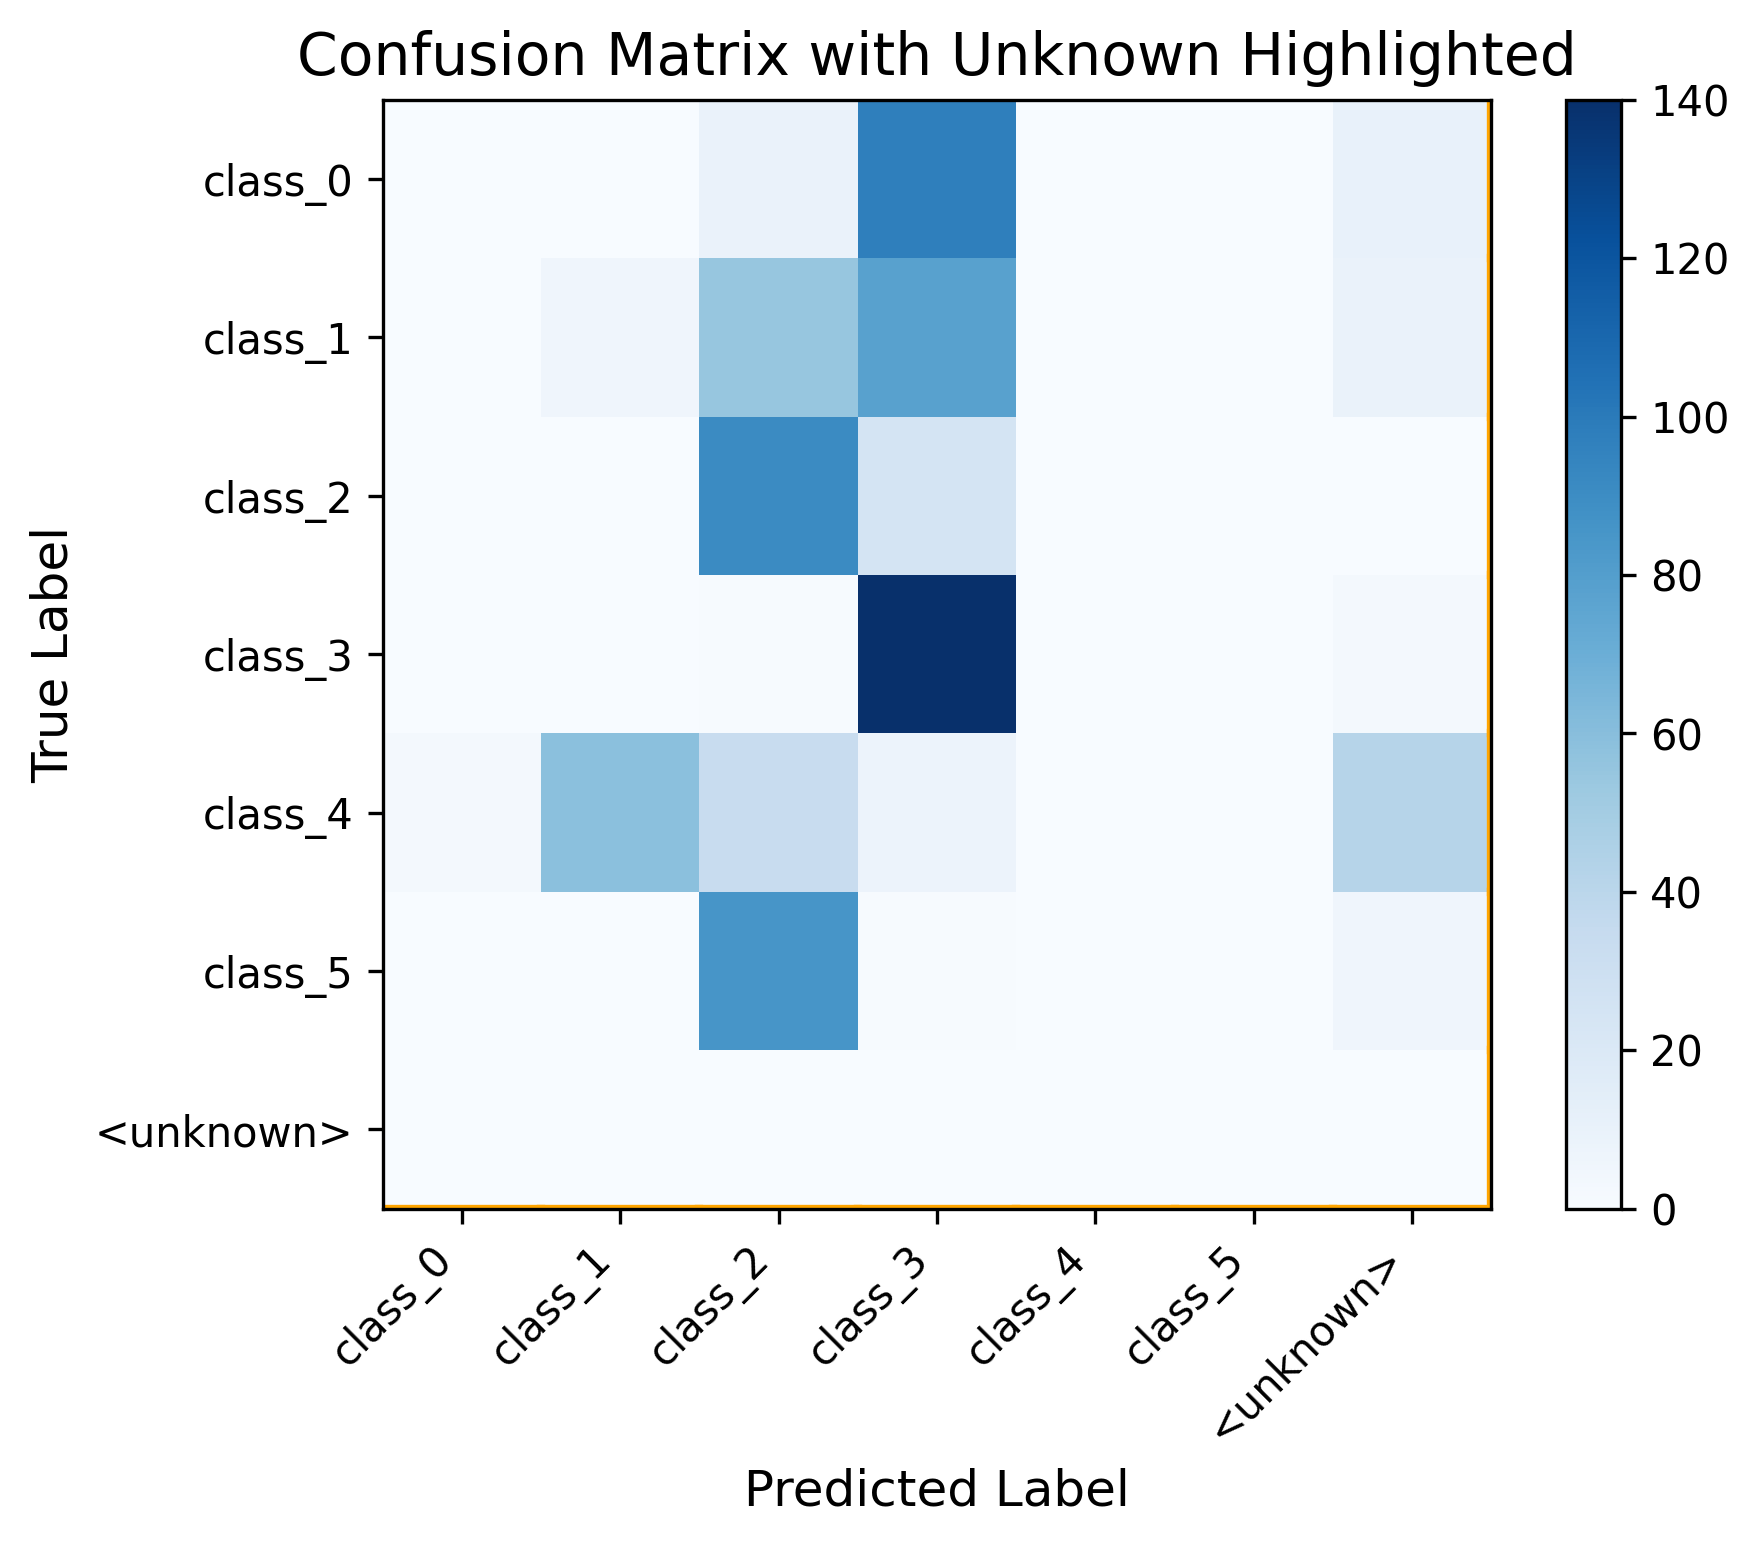 Confusion Matrix with Unknown Highlighted
True Label
class_0
class_1
class_2
class_3
class_4
class_5
<unknown>
class_0
class_1
class_2
class_3
class_4
class_5
<unknown>
Predicted Label
140
120
100
80
60
40
20
0